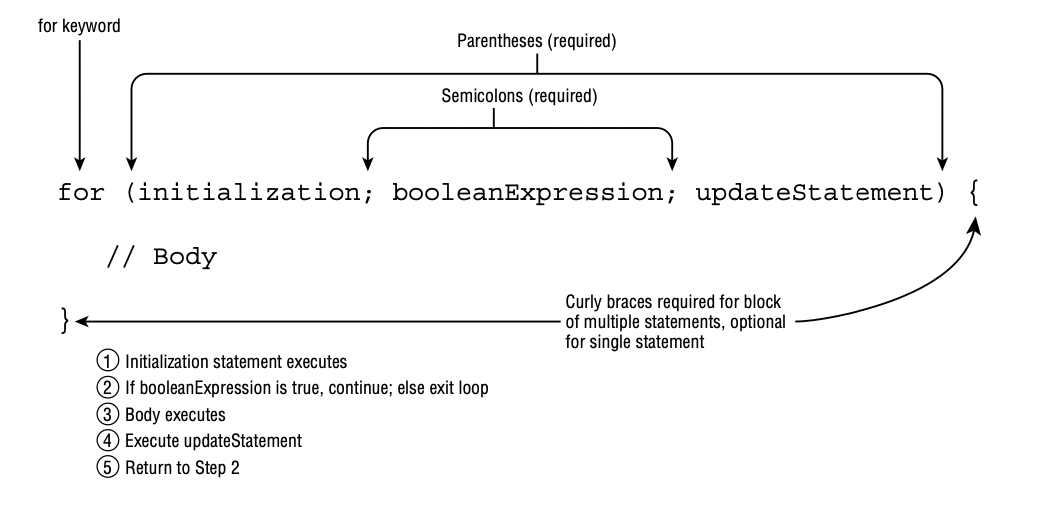 for keyword
Parentheses (required)
Semicolons (required)
for (initialization; booleanExpression; updateStatement) {
// Body
Curly braces required for block
of multiple statements, optional
for single statement
}
1 Initialization statement executes
2 If booleanExpression is true, continue; else exit loop
3 Body executes
4 Execute updateStatement
5 Return to Step 2